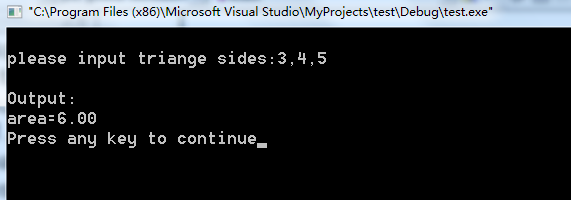 "C:\Program Files (x86)\Microsoft Visual Studio\MyProjects\test\Debug\test.exe"
please input triange sides:3,4,5
Output:
area=6.00
Press any key to continue_